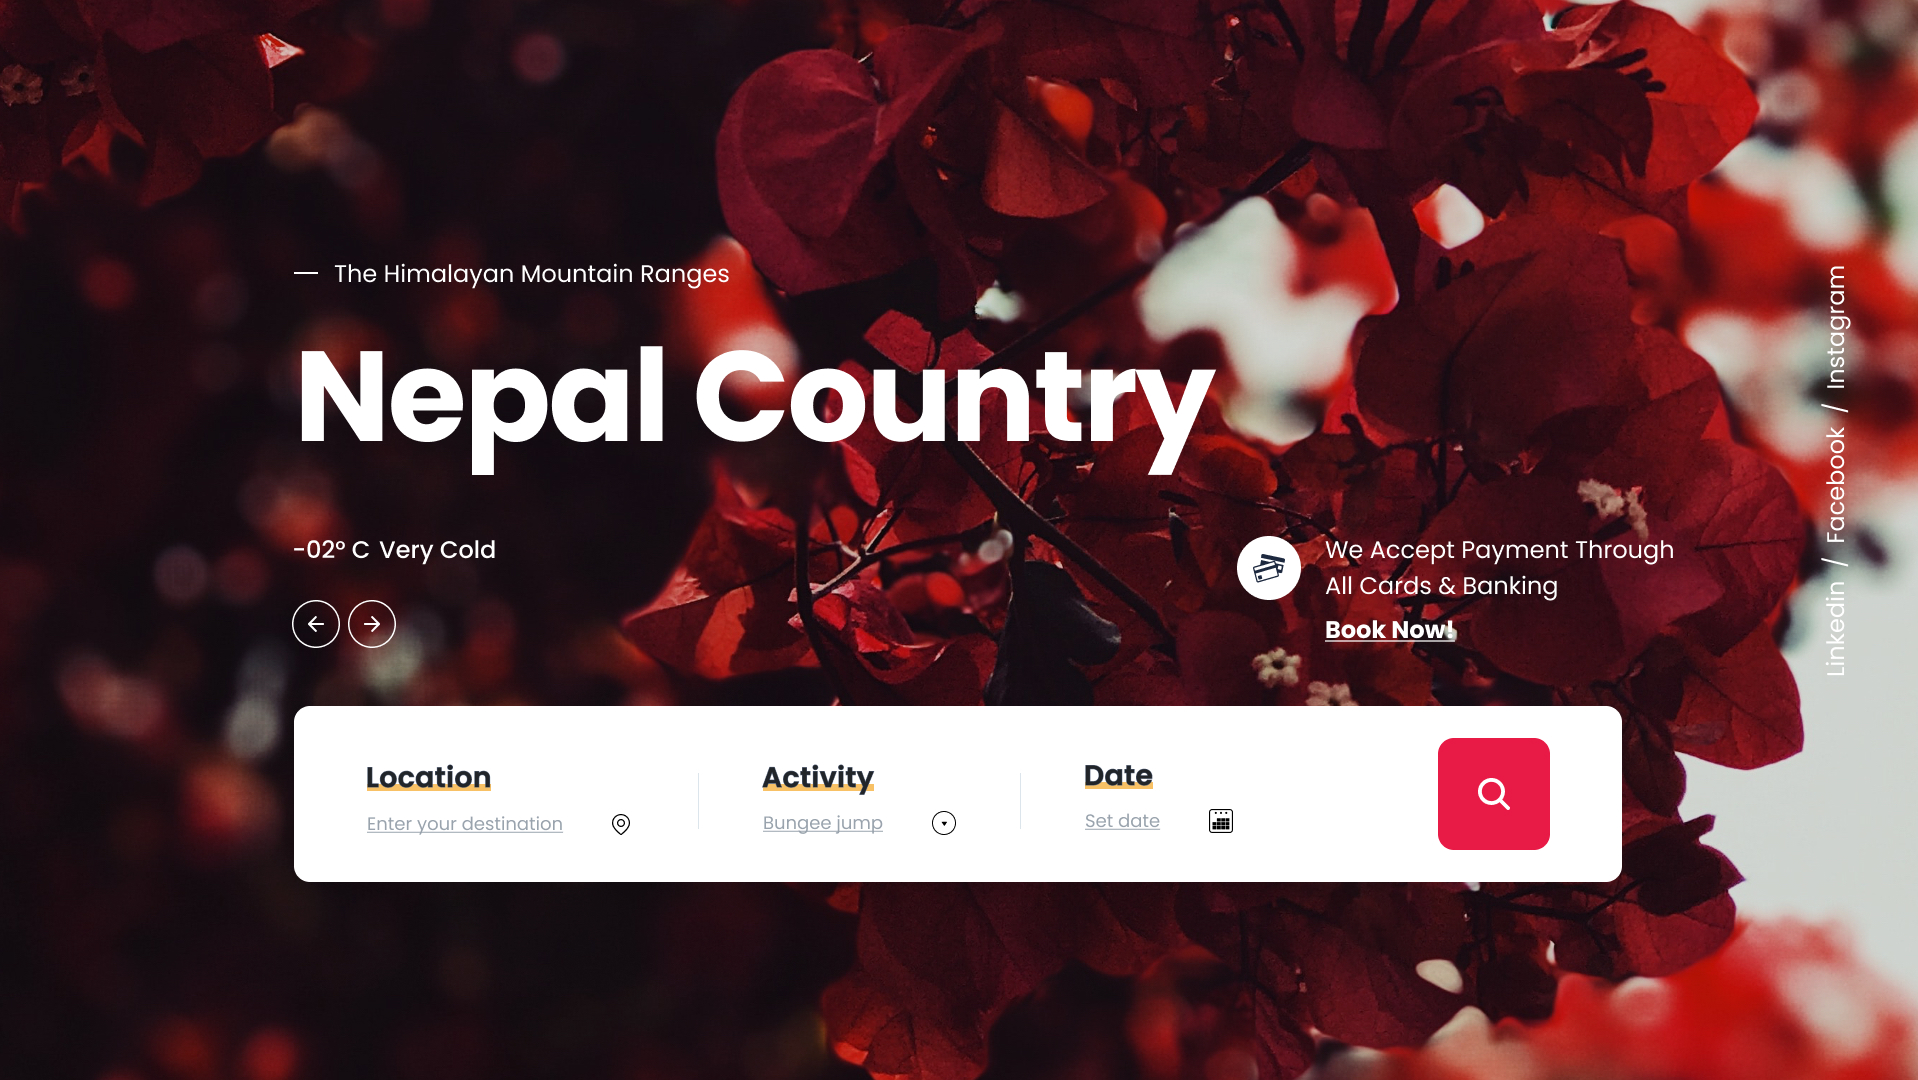 The Himalayan Mountain Ranges
Nepal Country
-02° C Very Cold
We Accept Payment Through
All Cards & Banking
Book Now!
Linkedin / Facebook / Instagram
Location
Enter your destination
Activity
Bungee jump
Date
Set date